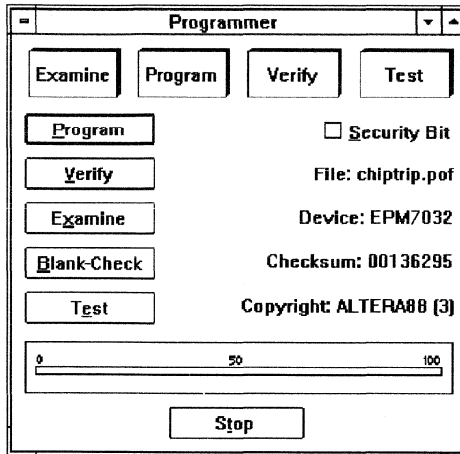 Programmer
Examine Program Verify Test
Program
Security Bit
Verify
File: chiptrip.pof
Examine
Device: EPM7032
Blank-Check
Checksum: 00136295
Test
Copyright: ALTERA88 (3)
0 50 100
Stop